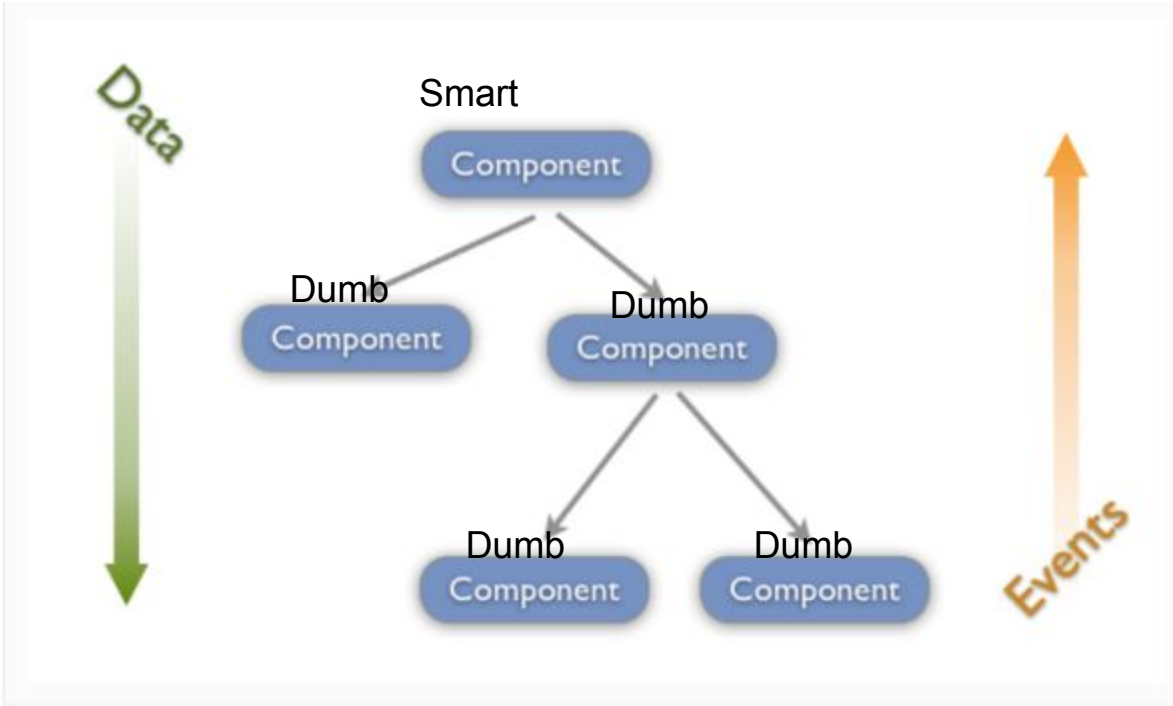 Data
Smart
Component
Dumb
Component
Dumb
Component
Dumb
Component
Dumb
Component
Events